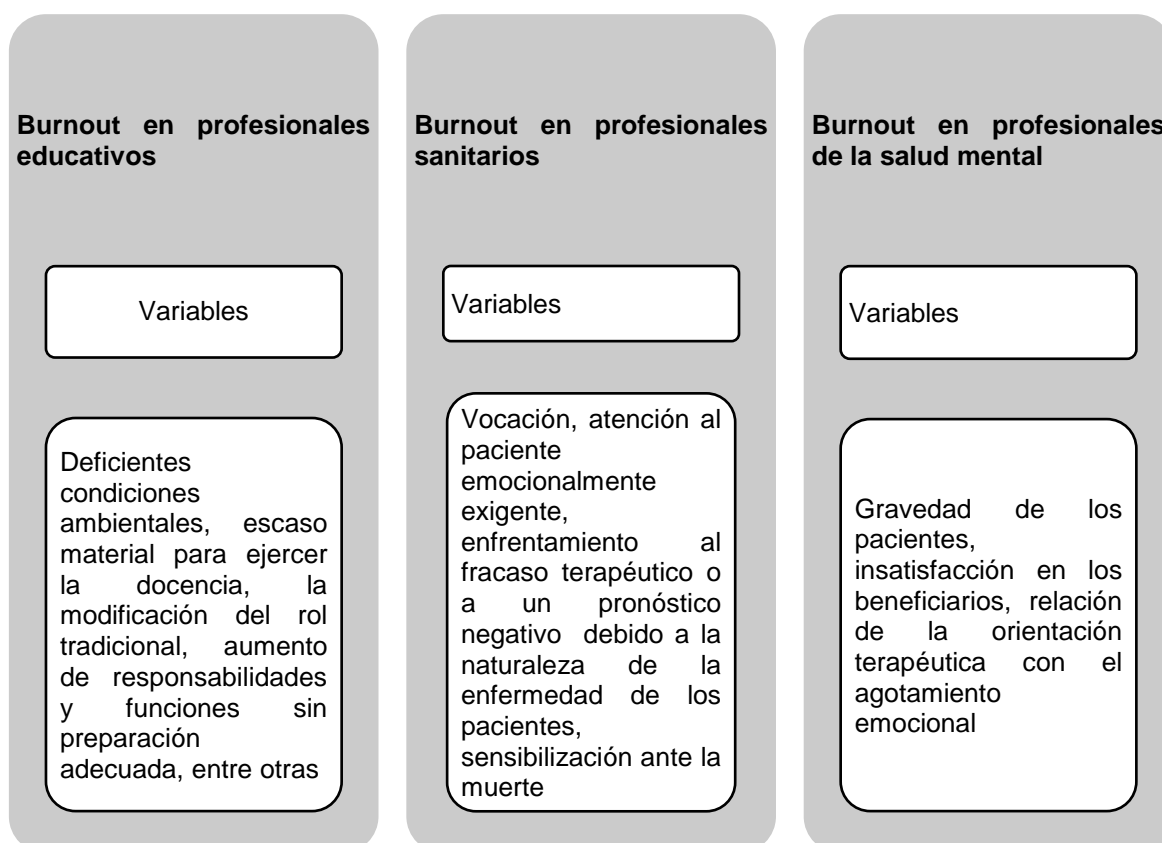 Burnout en profesionales
educativos
Variables
Deficientes
condiciones
ambientales, escaso
material para ejercer
la docencia, la
modificación del rol
tradicional, aumento
de responsabilidades
y funciones sin
preparación
adecuada, entre otras
Burnout en profesionales
sanitarios
Variables
Vocación, atención al
paciente
emocionalmente
exigente,
enfrentamiento al
fracaso terapéutico o
a un pronóstico
negativo debido a la
naturaleza de la
enfermedad de los
pacientes,
sensibilización ante la
muerte
Burnout en profesionales
de la salud mental
Variables
Gravedad de los
pacientes,
insatisfacción en los
beneficiarios, relación
de la orientación
terapéutica con el
agotamiento
emocional